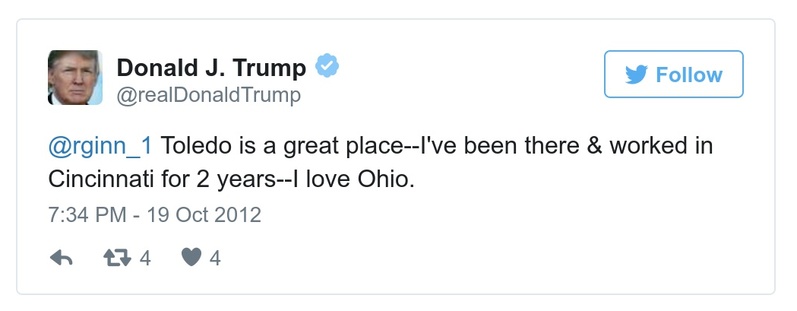 Donald J. Trump
@realDonaldTrump
Follow
@rginn_1 Toledo is a great place--I've been there & worked in
Cincinnati for 2 years--I love Ohio.
7:34 PM - 19 Oct 2012
4 4